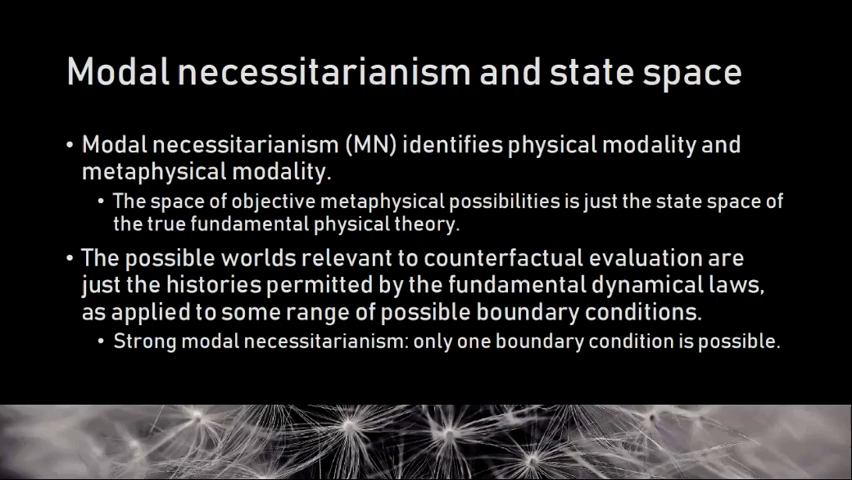 Modal necessitarianism and state space
• Modal necessitarianism (MN) identifies physical modality and
metaphysical modality.
• The space of objective metaphysical possibilities is just the state space of
the true fundamental physical theory.
• The possible worlds relevant to counterfactual evaluation are
just the histories permitted by the fundamental dynamical laws,
as applied to some range of possible boundary conditions.
• Strong modal necessitarianism: only one boundary condition is possible.